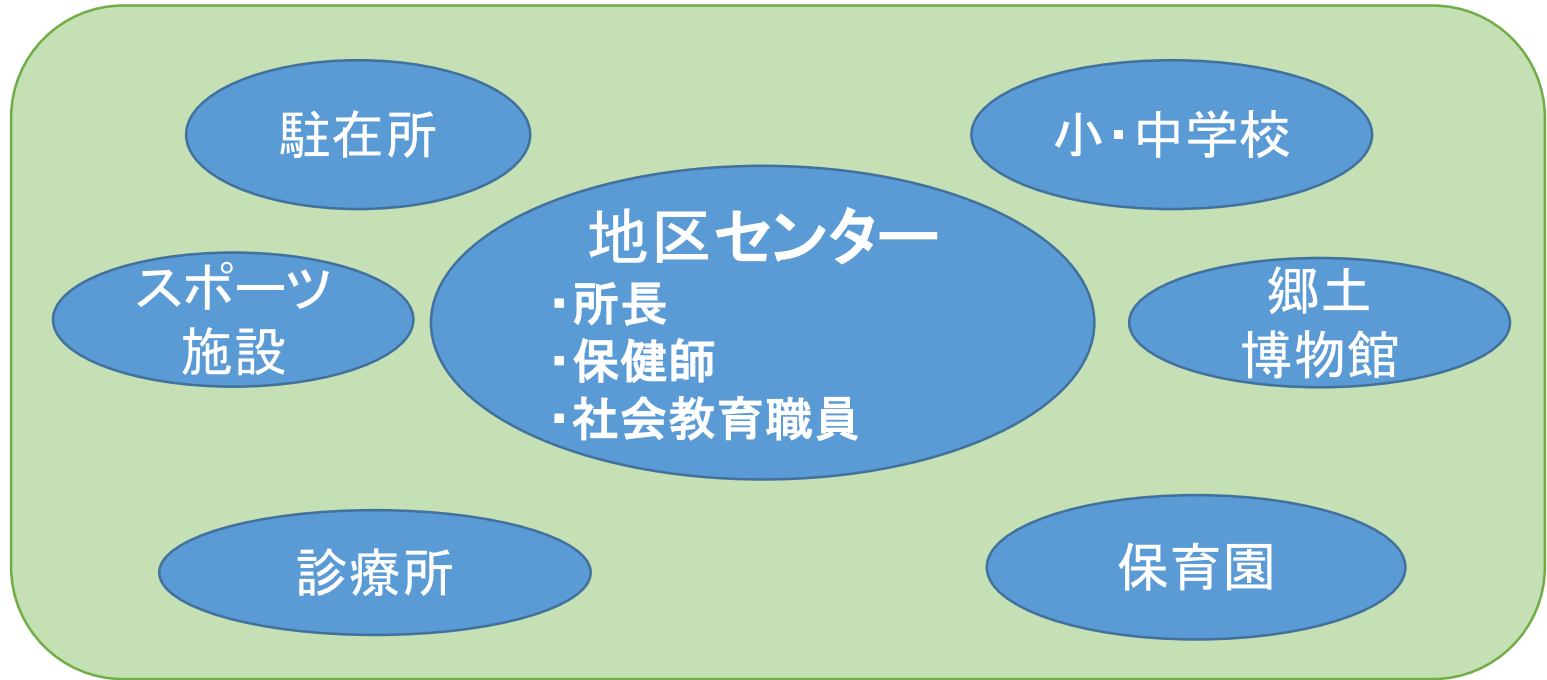 駐在所
小・中学校
地区センター
・所長
・保健師
・社会教育職員
スポーツ
施設
郷土
博物館
診療所
保育園